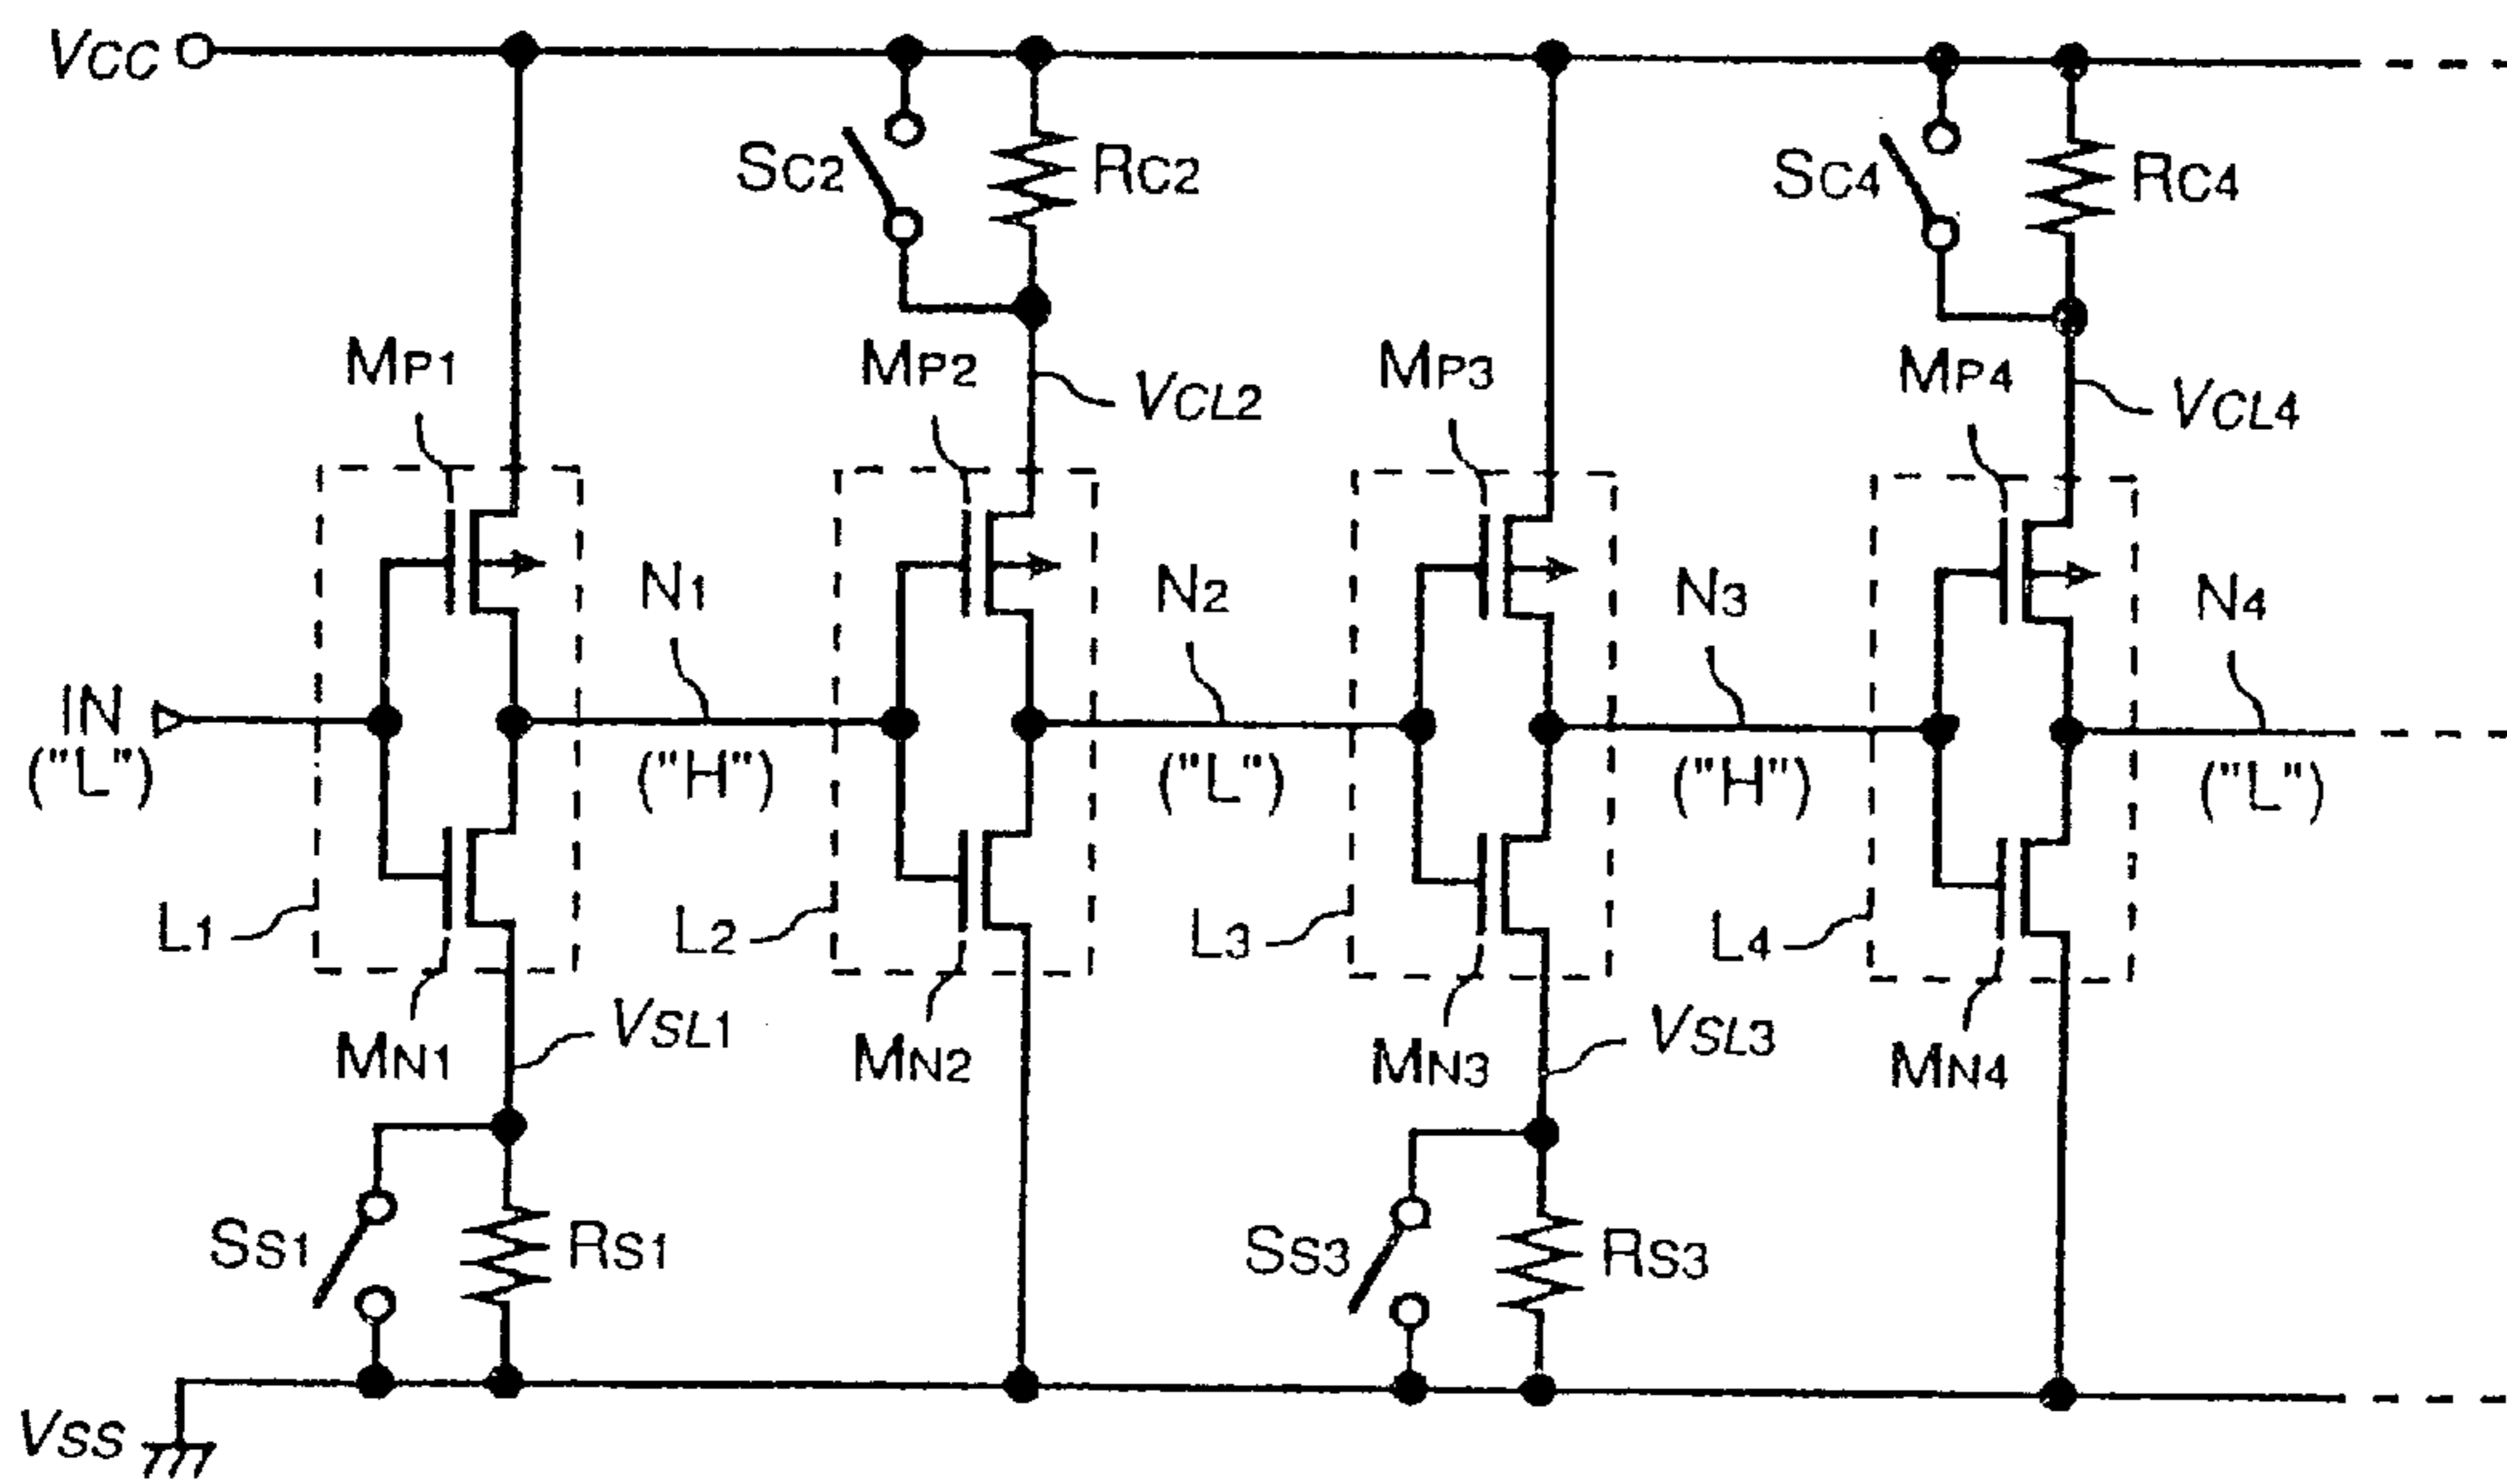 VCC
SC2
RC2
SC4
RC4
MP1
MP2
VCL2
MP3
MP4
VCL4
N1
N2
N3
N4
IN
("L")
("H")
("L")
("H")
("L")
L1
L2
L3
L4
MN1
VSL1
MN2
MN3
VSL3
MN4
SS1
RS1
SS3
RS3
VSS